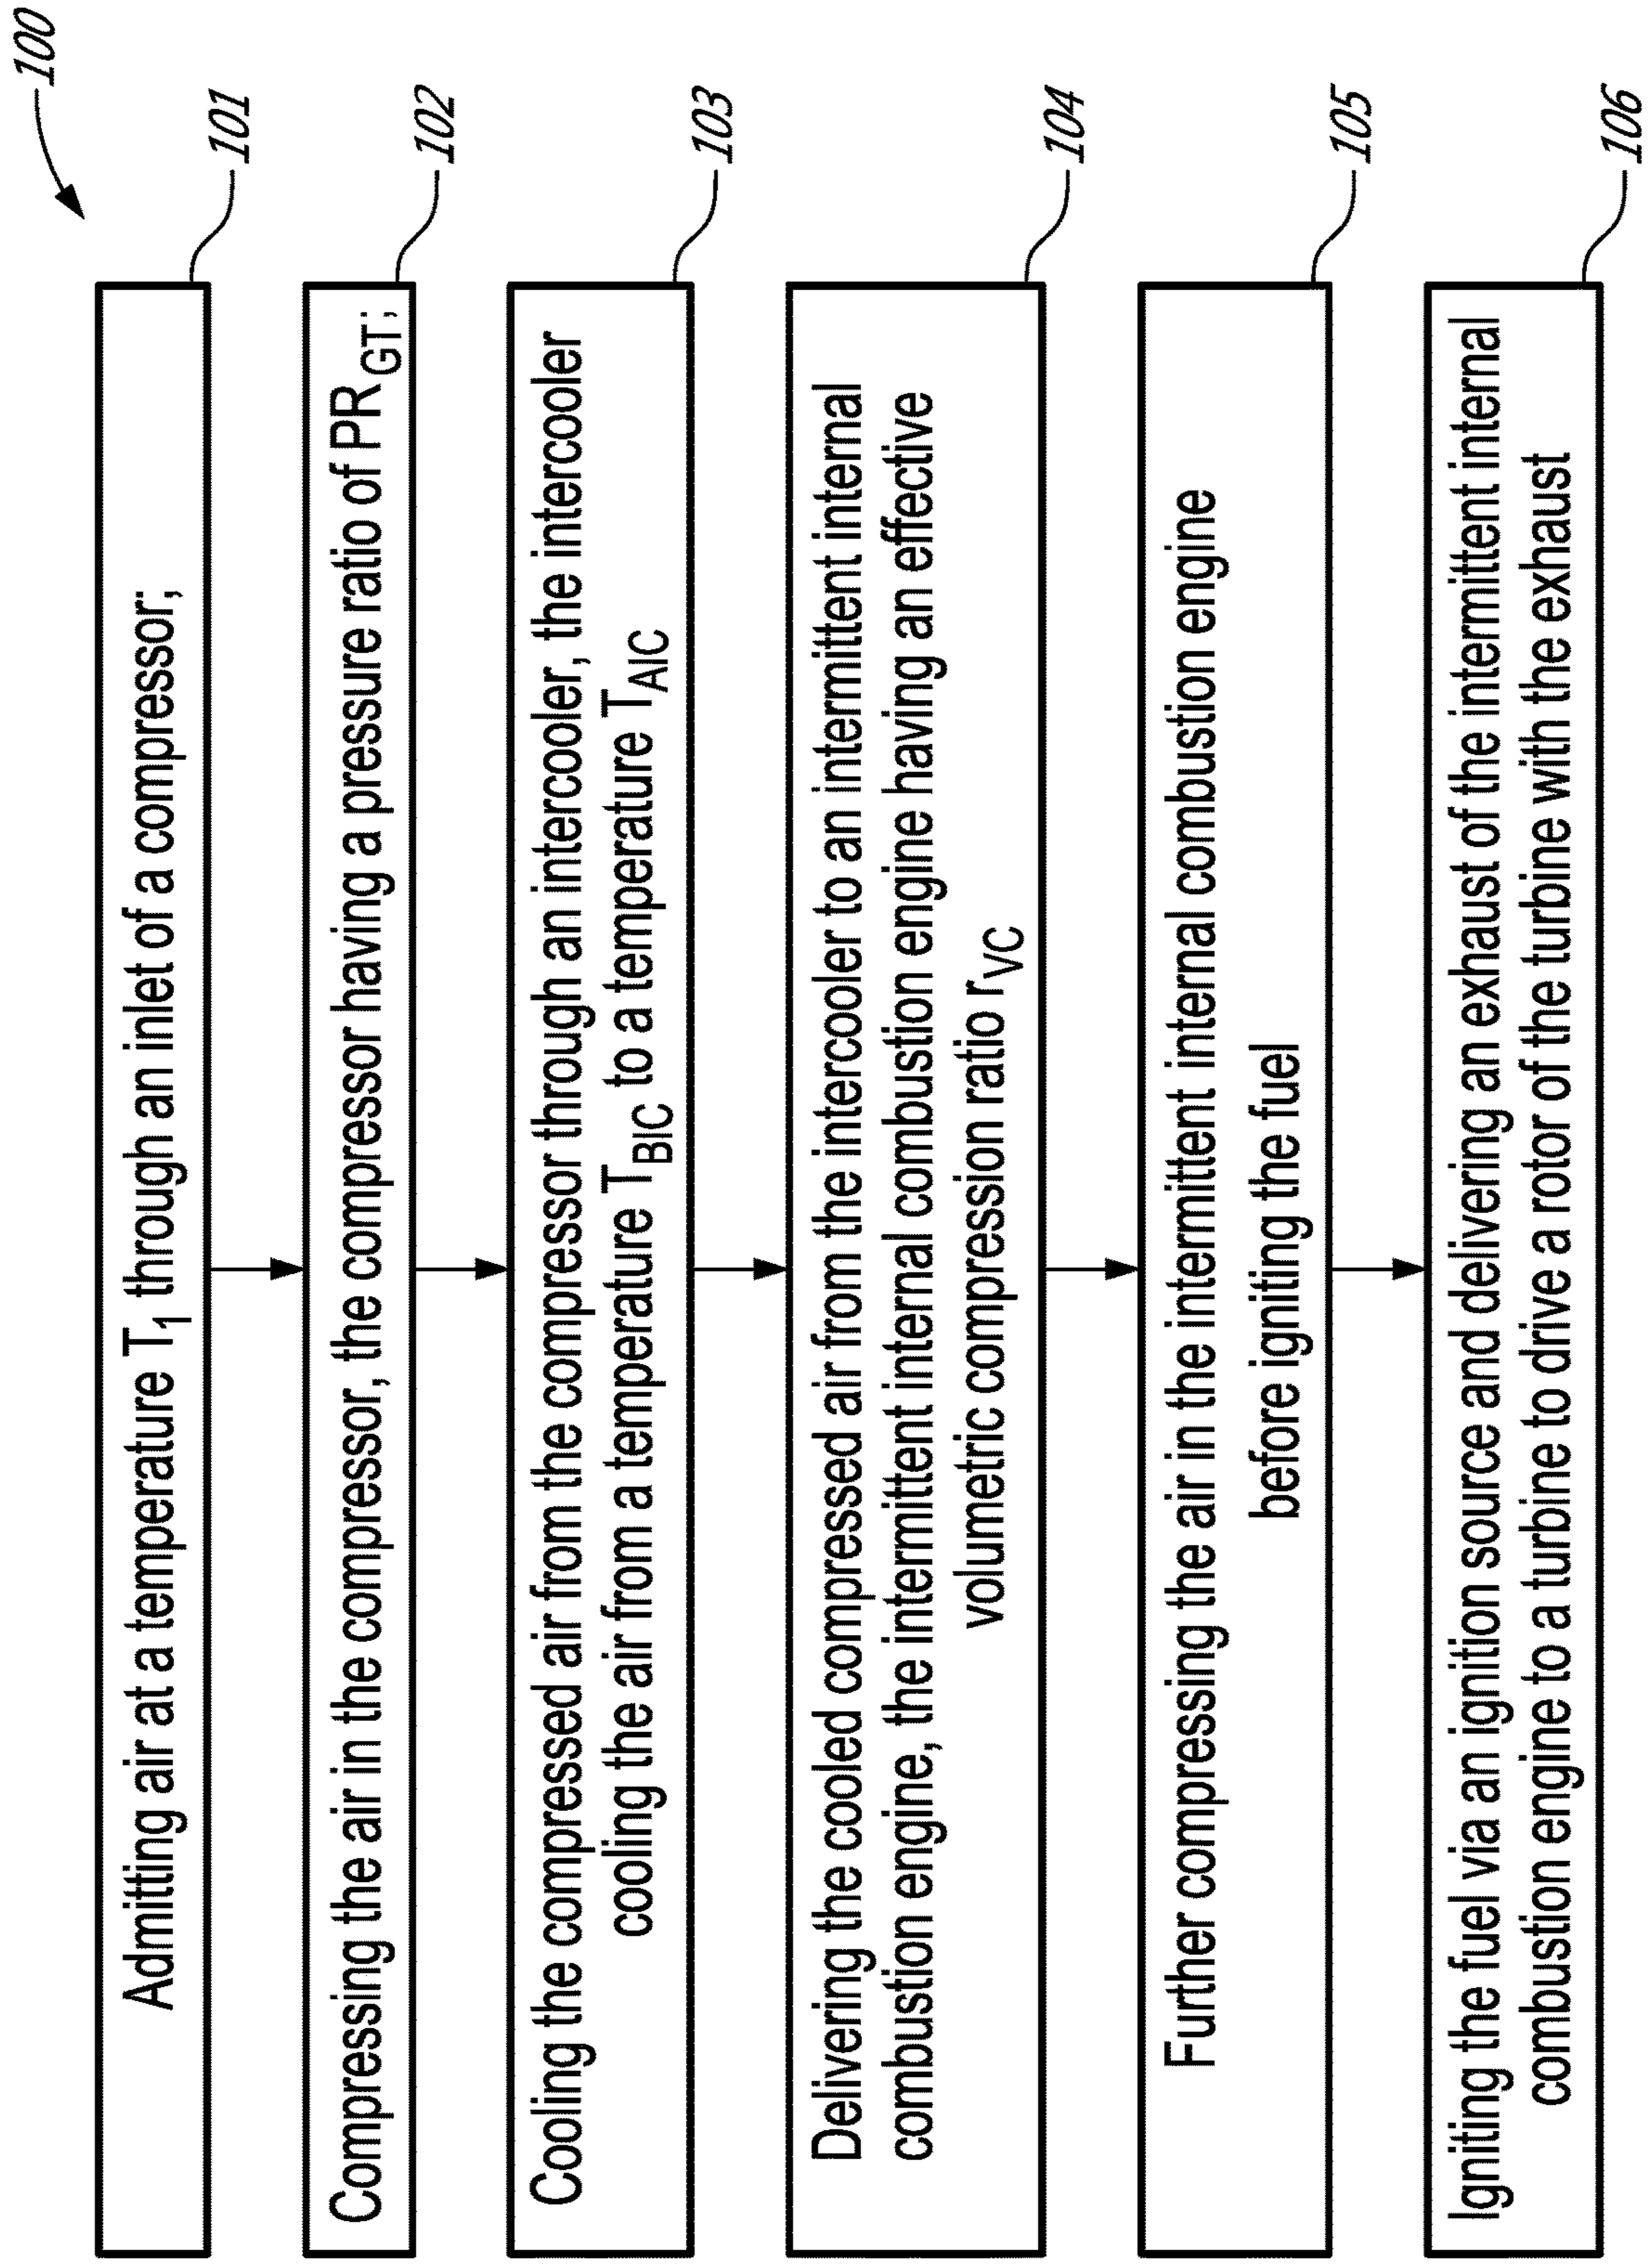 100
Admitting air at a temperature T1 through an inlet of a compressor;
101
Compressing the air in the compressor, the compressor having a pressure ratio of PRGT;
102
Cooling the compressed air from the compressor through an intercooler, the intercooler
cooling the air from a temperature TBIC to a temperature TAIC
103
Delivering the cooled compressed air from the intercooler to an intermittent internal
combustion engine, the intermittent internal combustion engine having an effective
volumetric compression ratio rVC
104
Further compressing the air in the intermittent internal combustion engine
before igniting the fuel
105
Igniting the fuel via an ignition source and delivering an exhaust of the intermittent internal
combustion engine to a turbine to drive a rotor of the turbine with the exhaust
106